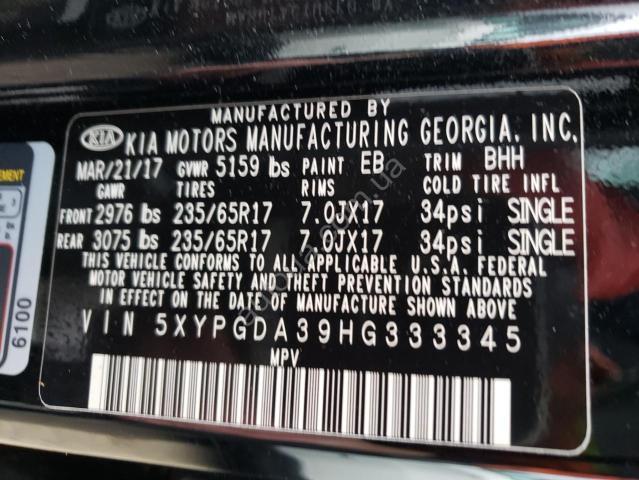 MANUFACTURED BY
KIA KIA MOTORS MANUFACTURING GEORGIA, INC.
MAR/21/17 GVWR 5159 lbs PAINT EB TRIM BHH
GAWR TIRES RIMS COLD TIRE INFL
FRONT 2976 lbs 235/65R17 7.0JX17 34psi SINGLE
REAR 3075 lbs 235/65R17 7.0JX17 34psi SINGLE
THIS VEHICLE CONFORMS TO ALL APPLICABLE U.S.A. FEDERAL
MOTOR VEHICLE SAFETY AND THEFT PREVENTION STANDARDS
IN EFFECT ON THE DATE OF MANUFACTURE SHOWN ABOVE
VIN 5XYPGDA39HG333345
MPV
6100